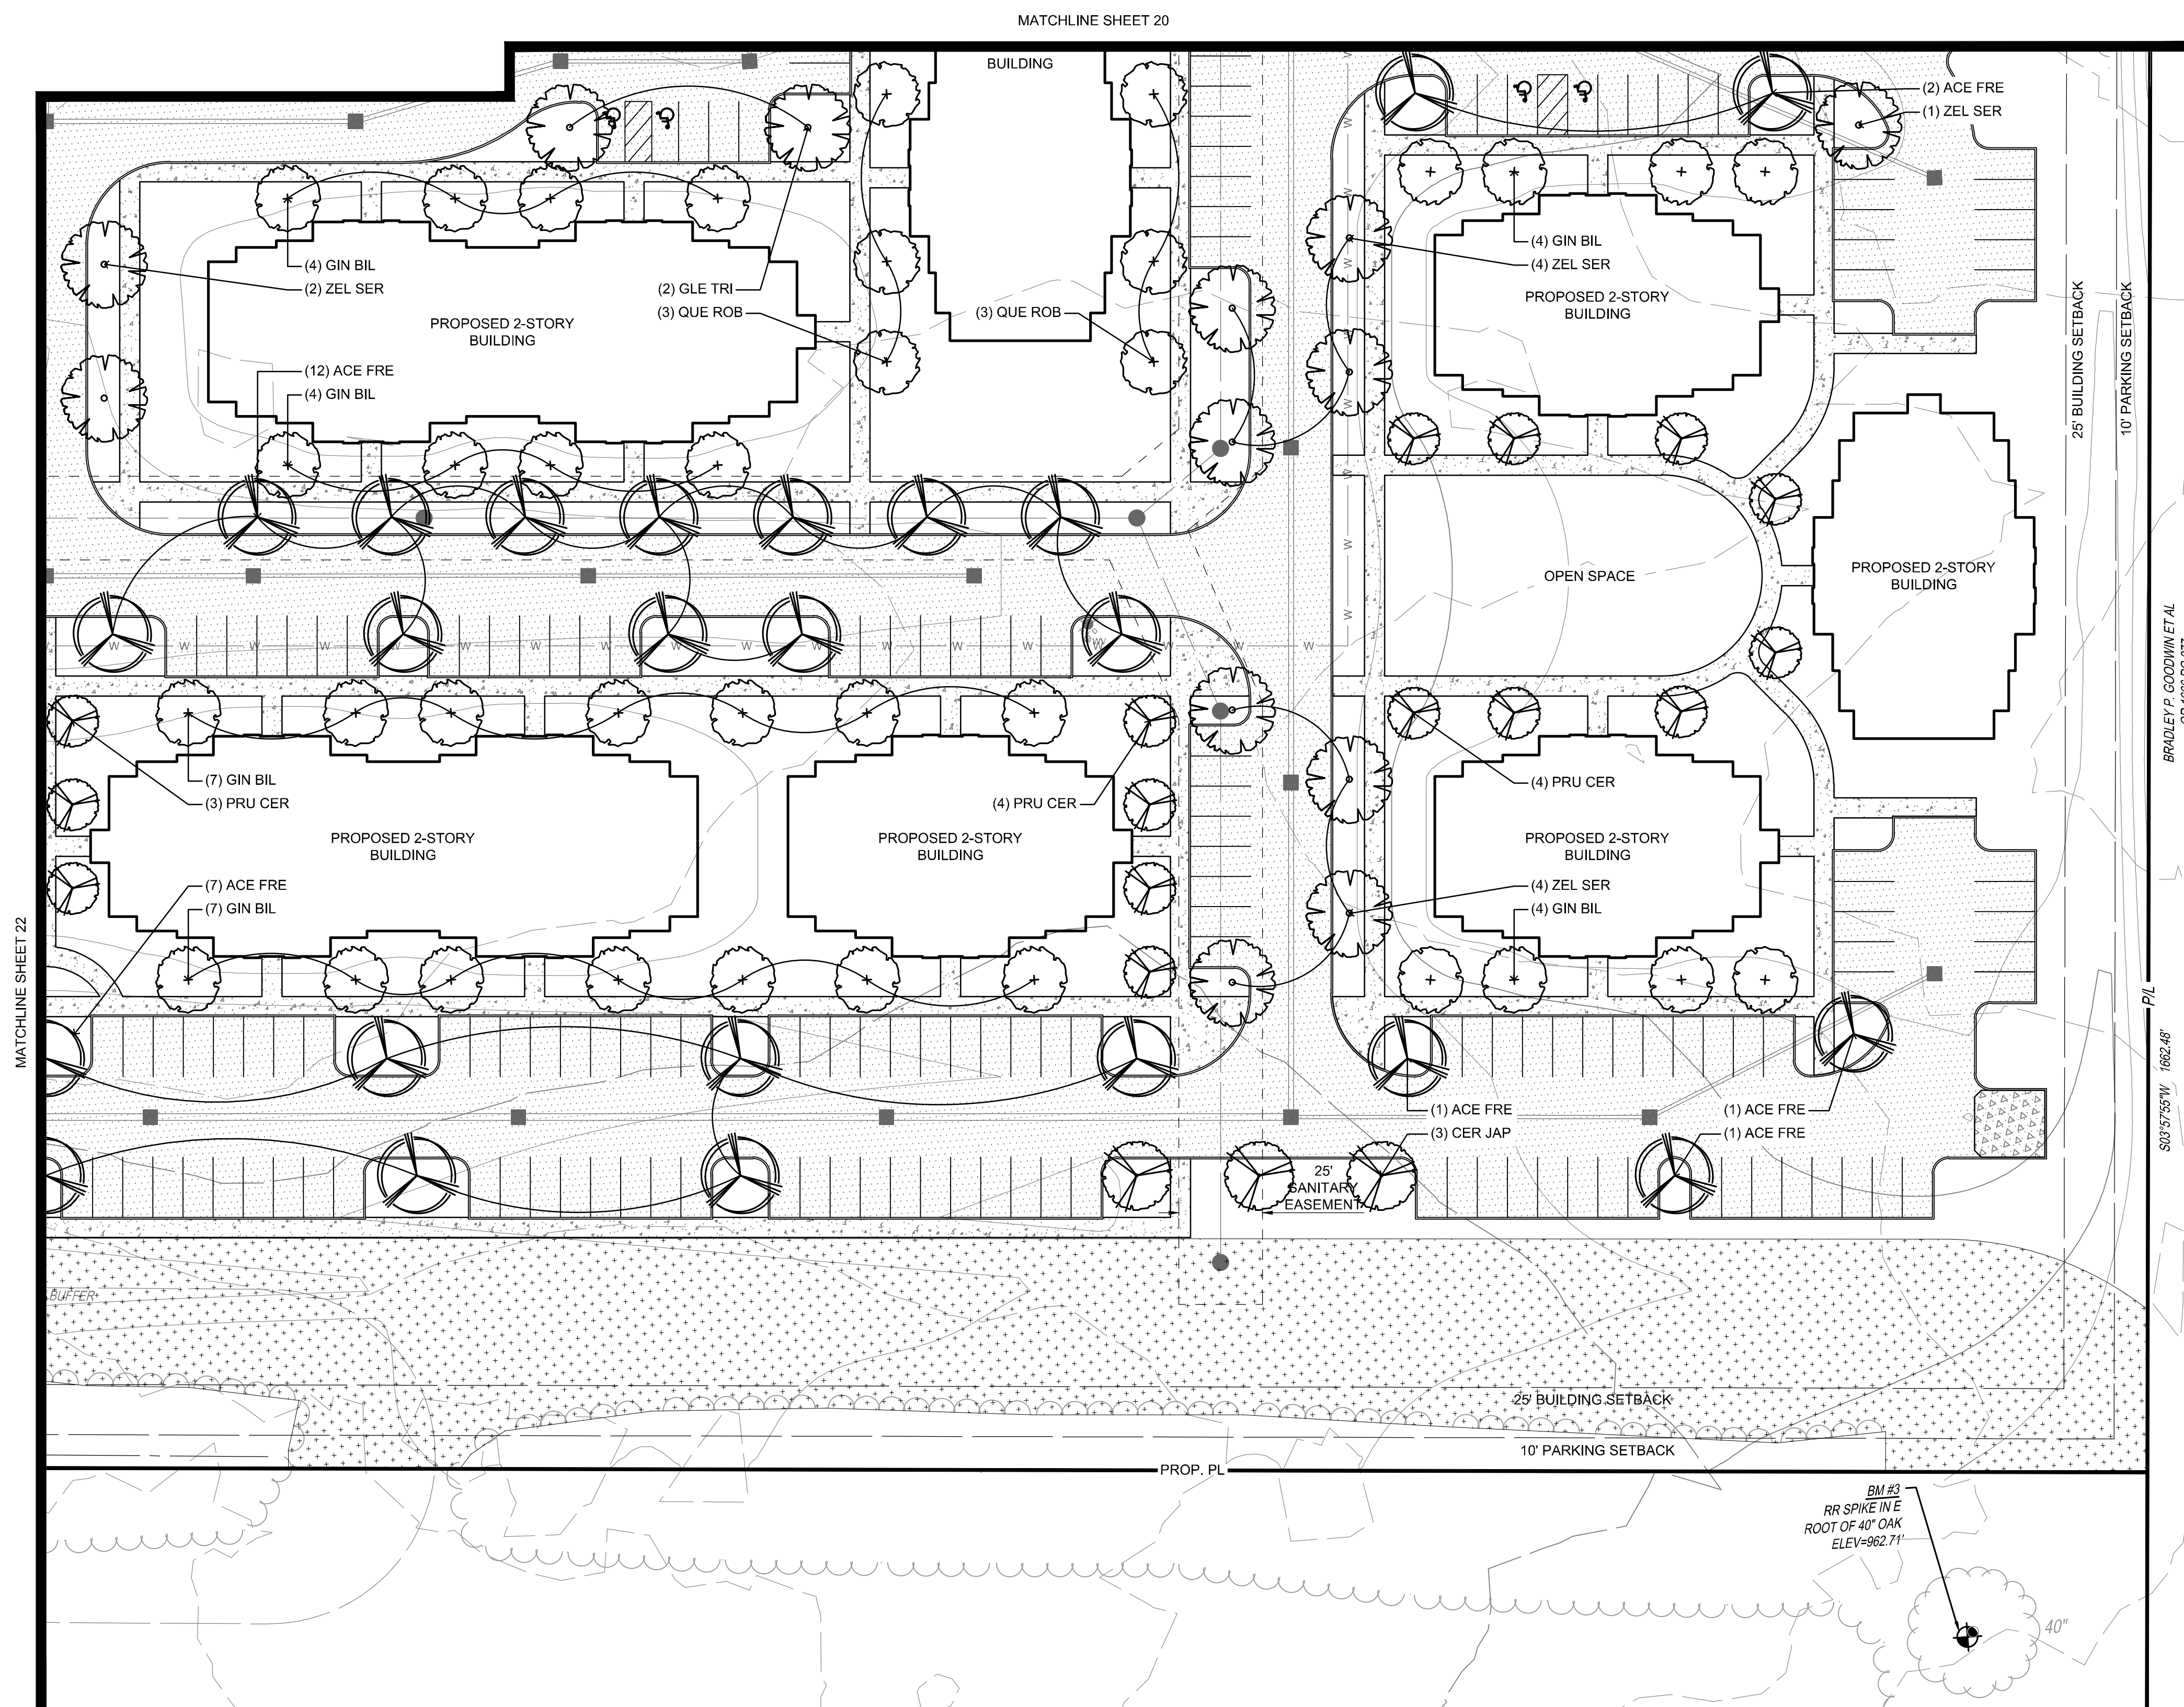 MATCHLINE SHEET 20
BUILDING
(2) ACE FRE
(1) ZEL SER
(4) GIN BIL
(2) ZEL SER
(2) GLE TRI
(3) QUE ROB
(3) QUE ROB
(4) GIN BIL
(4) ZEL SER
PROPOSED 2-STORY
BUILDING
PROPOSED 2-STORY
BUILDING
25' BUILDING SETBACK
10' PARKING SETBACK
(12) ACE FRE
(4) GIN BIL
OPEN SPACE
PROPOSED 2-STORY
BUILDING
BRADLEY P. GOODWIN ET AL
W W W W W W W
W W W W W W W W W W W W W W W W W W
(7) GIN BIL
(3) PRU CER
(4) PRU CER
(4) PRU CER
PROPOSED 2-STORY
BUILDING
PROPOSED 2-STORY
BUILDING
PROPOSED 2-STORY
BUILDING
(7) ACE FRE
(7) GIN BIL
(4) ZEL SER
(4) GIN BIL
MATCHLINE SHEET 22
P/L
S03°57'55"W 1662.48'
(1) ACE FRE
(3) CER JAP
(1) ACE FRE
(1) ACE FRE
25'
SANITARY
EASEMENT
BUFFER
25' BUILDING SETBACK
10' PARKING SETBACK
PROP. PL
BM #3
RR SPIKE IN E
ROOT OF 40" OAK
ELEV=962.71'
40"